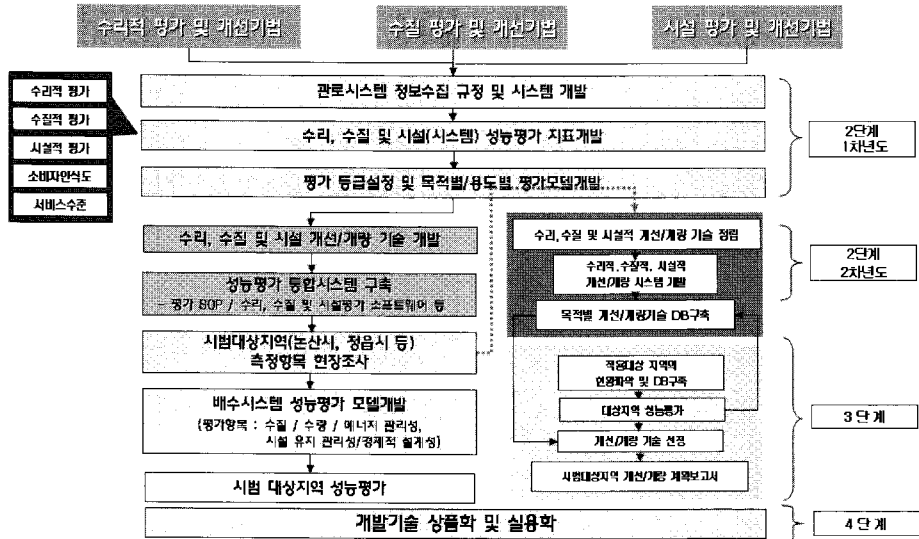 수리적 평가 및 개선기법
수질 평가 및 개선기법
시설 평가 및 개선기법
수리적 평가
수질적 평가
시설적 평가
소비자인식도
서비스수준
관로시스템 정보수집 규정 및 시스템 개발
수리, 수질 및 시설(시스템) 성능평가 지표개발
평가 등급설정 및 목적별/용도별 평가모델개발
2단계
1차년도
수리, 수질 및 시설 개선/개량 기술 개발
성능평가 통합시스템 구축
- 평가 SOP / 수리, 수질 및 시설평가 소프트웨어 등
시범대상지역(논산시, 정읍시 등)
측정항목 현장조사
배수시스템 성능평가 모델개발
(평가항목 : 수질 / 수량 / 에너지 관리성,
시설 유지 관리성/경제적 설계성)
시범 대상지역 성능평가
수리,수질 및 시설적 개선/개량 기술 정립
수리적,수질적, 시설적
개선/개량 시스템 개발
목적별 개선/개량기술 DB구축
2단계
2차년도
적용대상 지역의
현황파악 및 DB구축
대상지역 성능평가
개선/개량 기술 선정
시범대상지역 개선/개량 계획보고서
3 단계
개발기술 상품화 및 실용화
4 단계